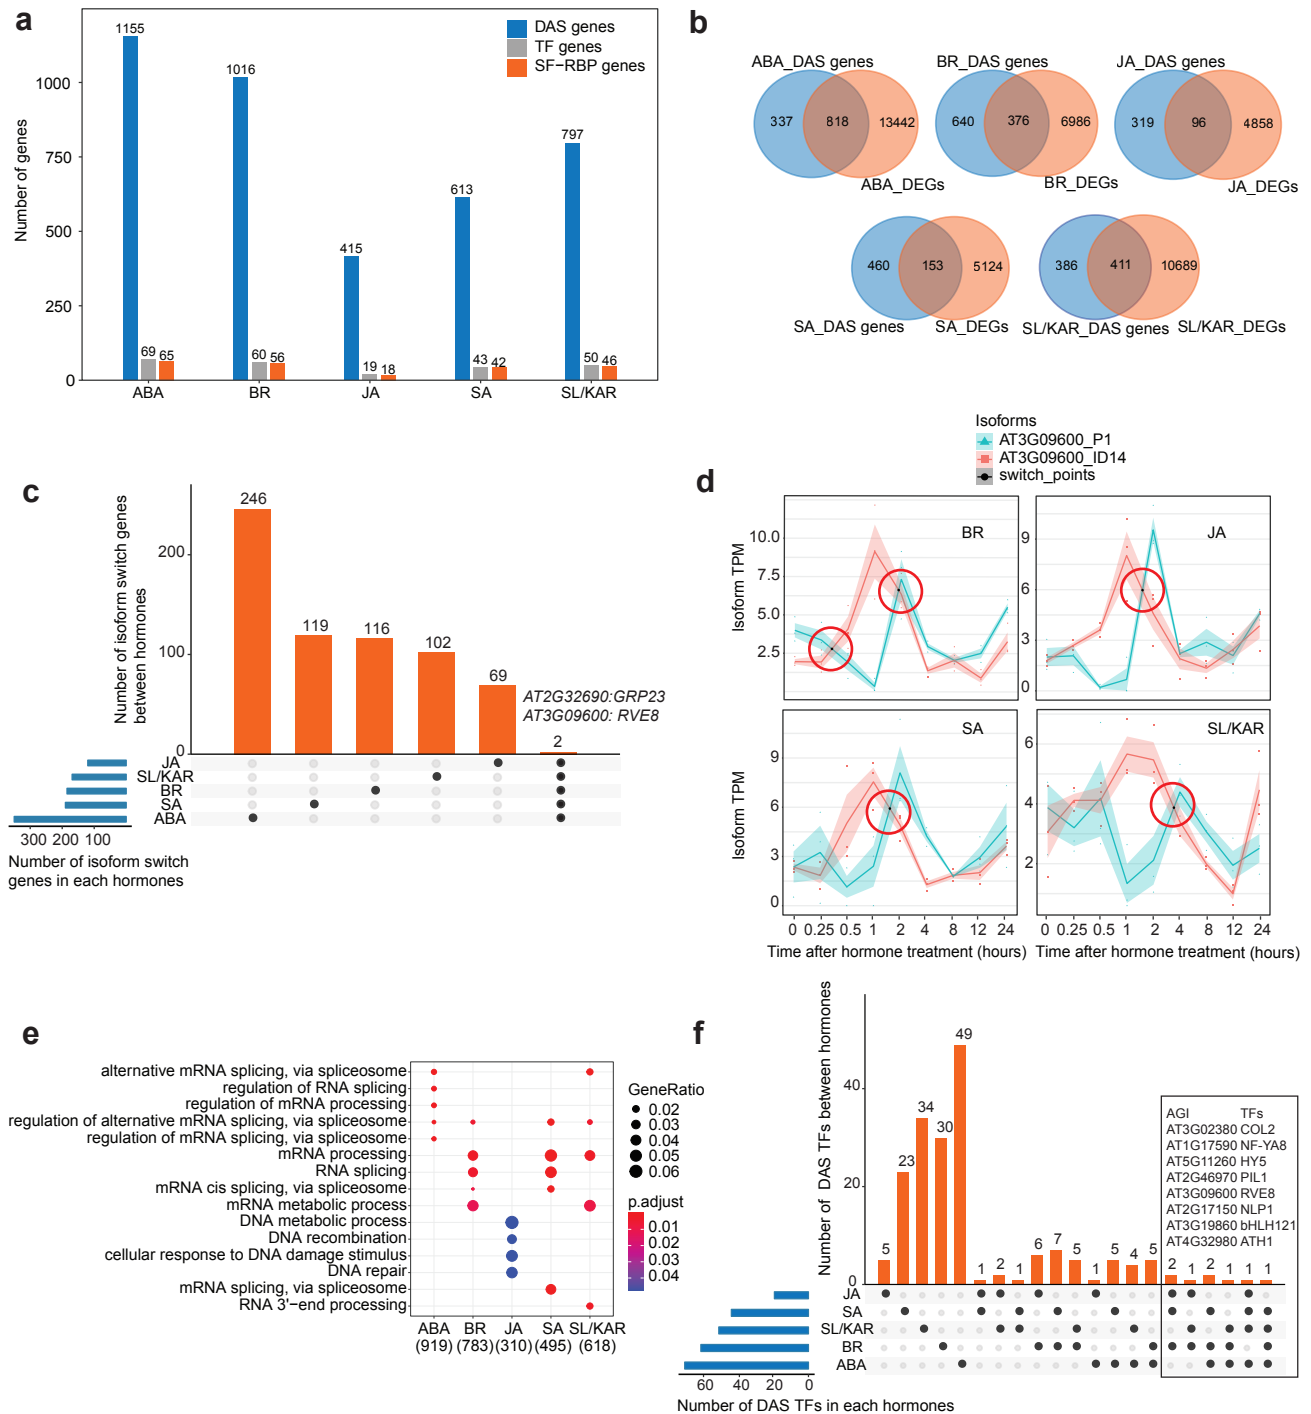 a
1155
1016
415
613
797
69
65
60
56
19
18
43
42
50
46
DAS genes
TF genes
SF−RBP genes
Number of genes
1000
750
500
250
0
ABA
BR
JA
SA
SL/KAR
b
ABA_DAS genes
337
818
13442
ABA_DEGs
BR_DAS genes
640
376
6986
BR_DEGs
JA_DAS genes
319
96
4858
JA_DEGs
460
153
5124
SA_DAS genes
SA_DEGs
386
411
10689
SL/KAR_DAS genes
SL/KAR_DEGs
c
Number of isoform switch genes
between hormones
200
100
0
246
119
116
102
69
2
AT2G32690:GRP23
AT3G09600: RVE8
JA
SL/KAR
BR
SA
ABA
300 200 100
Number of isoform switch
genes in each hormones
d
Isoforms
AT3G09600_P1
AT3G09600_ID14
switch_points
BR
Isoform TPM
10.0
7.5
5.0
2.5
JA
9
6
3
0
SA
Isoform TPM
9
6
3
0
SL/KAR
6
4
2
0 0.25 0.5 1 2 4 8 12 24
0 0.25 0.5 1 2 4 8 12 24
Time after hormone treatment (hours)
Time after hormone treatment (hours)
e
alternative mRNA splicing, via spliceosome
regulation of RNA splicing
regulation of mRNA processing
regulation of alternative mRNA splicing, via spliceosome
regulation of mRNA splicing, via spliceosome
mRNA processing
RNA splicing
mRNA cis splicing, via spliceosome
mRNA metabolic process
DNA metabolic process
DNA recombination
cellular response to DNA damage stimulus
DNA repair
mRNA splicing, via spliceosome
RNA 3'−end processing
ABA BR JA SA SL/KAR
(919) (783) (310) (495) (618)
GeneRatio
0.02
0.03
0.04
0.05
0.06
p.adjust
0.01
0.02
0.03
0.04
f
Number of DAS TFs between hormones
40
20
0
5
23
34
30
49
1
2
1
6
7
5
1
5
4
5
2
1
2
1
1
1
AGI TFs
AT3G02380 COL2
AT1G17590 NF-YA8
AT5G11260 HY5
AT2G46970 PIL1
AT3G09600 RVE8
AT2G17150 NLP1
AT3G19860 bHLH121
AT4G32980 ATH1
JA
SA
SL/KAR
BR
ABA
60 40 20 0
Number of DAS TFs in each hormones